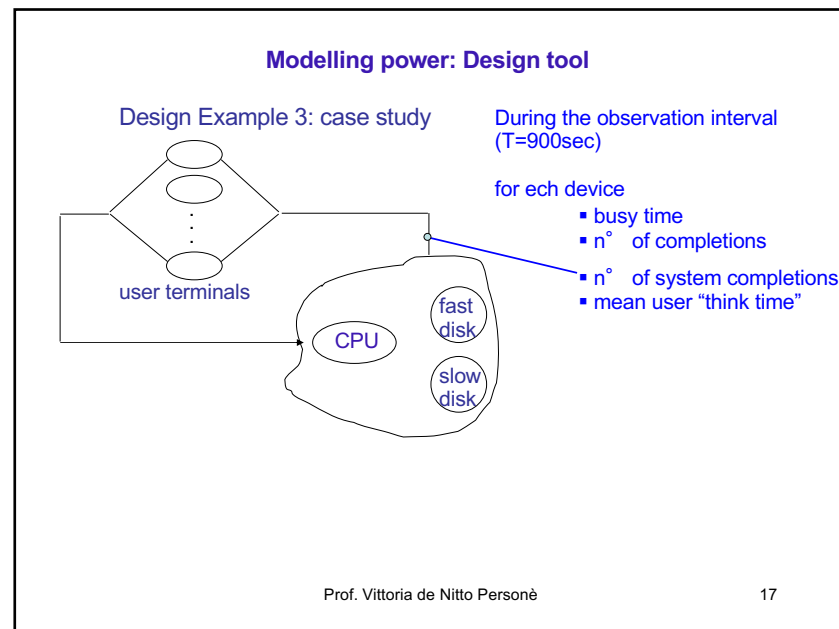 Modelling power: Design tool
Design Example 3: case study
user terminals
CPU
fast
disk
slow
disk
During the observation interval
(T=900sec)
for ech device
▪ busy time
▪ n° of completions
▪ n° of system completions
▪ mean user “think time”
Prof. Vittoria de Nitto Personè
17